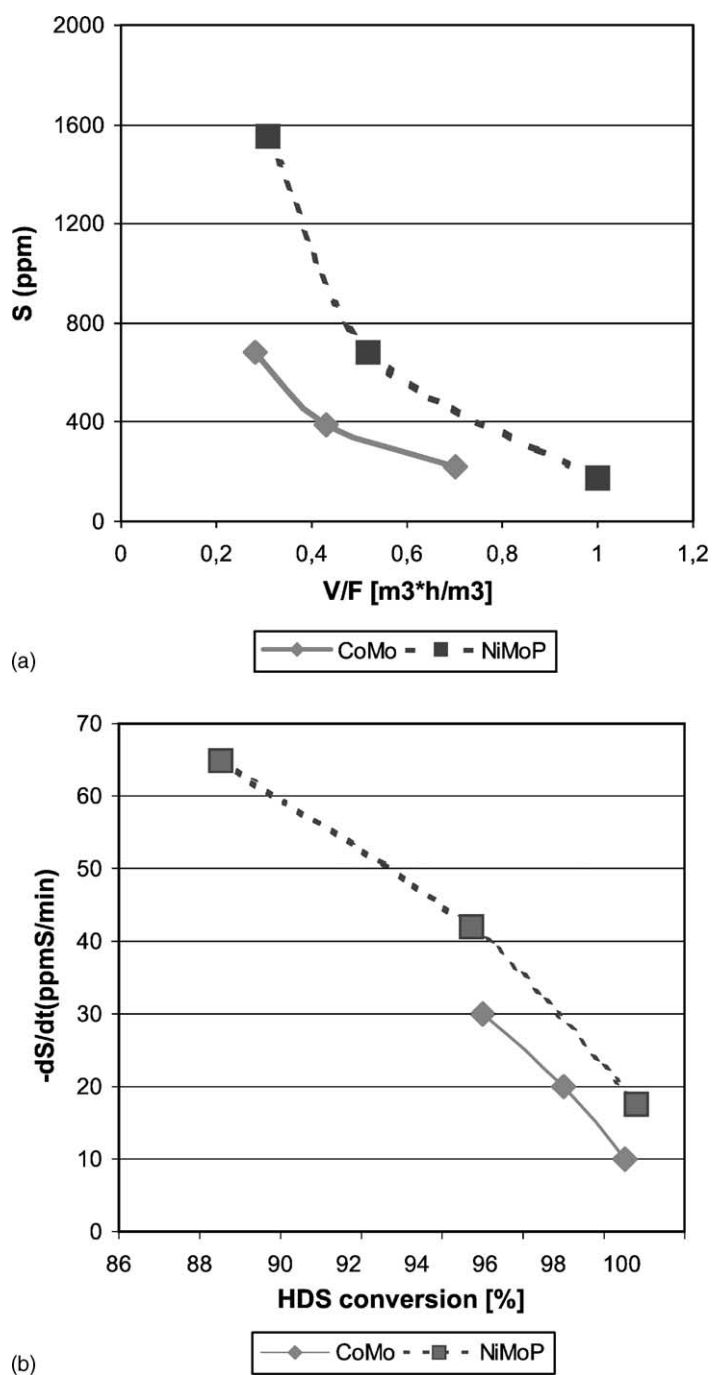 2000
1600
1200
800
400
0
S (ppm)
0 0,2 0,4 0,6 0,8 1 1,2
V/F [m3*h/m3]
CoMo NiMoP
(a)
70
60
50
40
30
20
10
0
-dS/dt(ppmS/min)
86 88 90 92 94 96 98 100
HDS conversion [%]
CoMo NiMoP
(b)